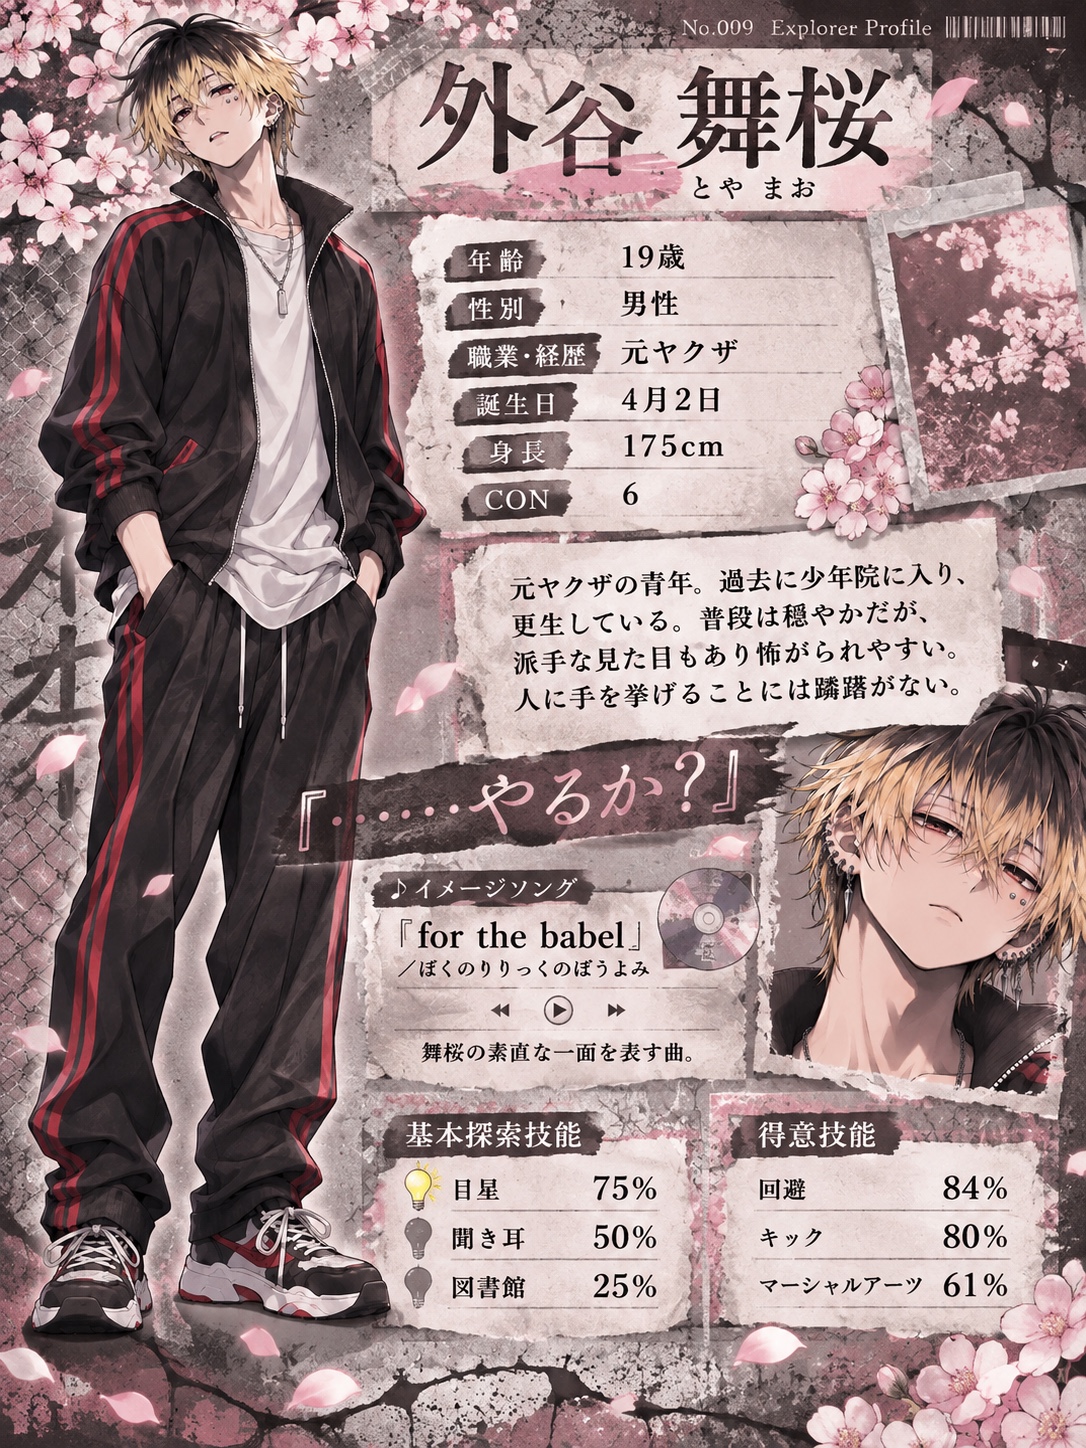 No.009 Explorer Profile
外谷 舞桜
とや まお
年齢 19歳
性別 男性
職業・経歴 元ヤクザ
誕生日 4月2日
身長 175cm
CON 6
元ヤクザの青年。過去に少年院に入り、
更生している。普段は穏やかだが、
派手な見た目もあり怖がられやすい。
人に手を挙げることには躊躇がない。
『……やるか?』
♪イメージソング
『for the babel』
／ぼくのりりっくのぼうよみ
舞桜の素直な一面を表す曲。
基本探索技能
目星 75%
聞き耳 50%
図書館 25%
得意技能
回避 84%
キック 80%
マーシャルアーツ 61%